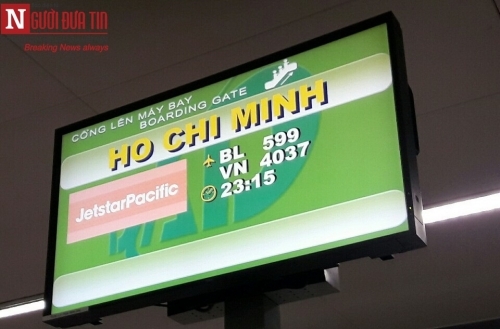 NGƯỜI ĐƯA TIN
Breaking News always
CỔNG LÊN MÁY BAY
BOARDING GATE
HO CHI MINH
JetstarPacific
BL 599
VN 4037
23:15